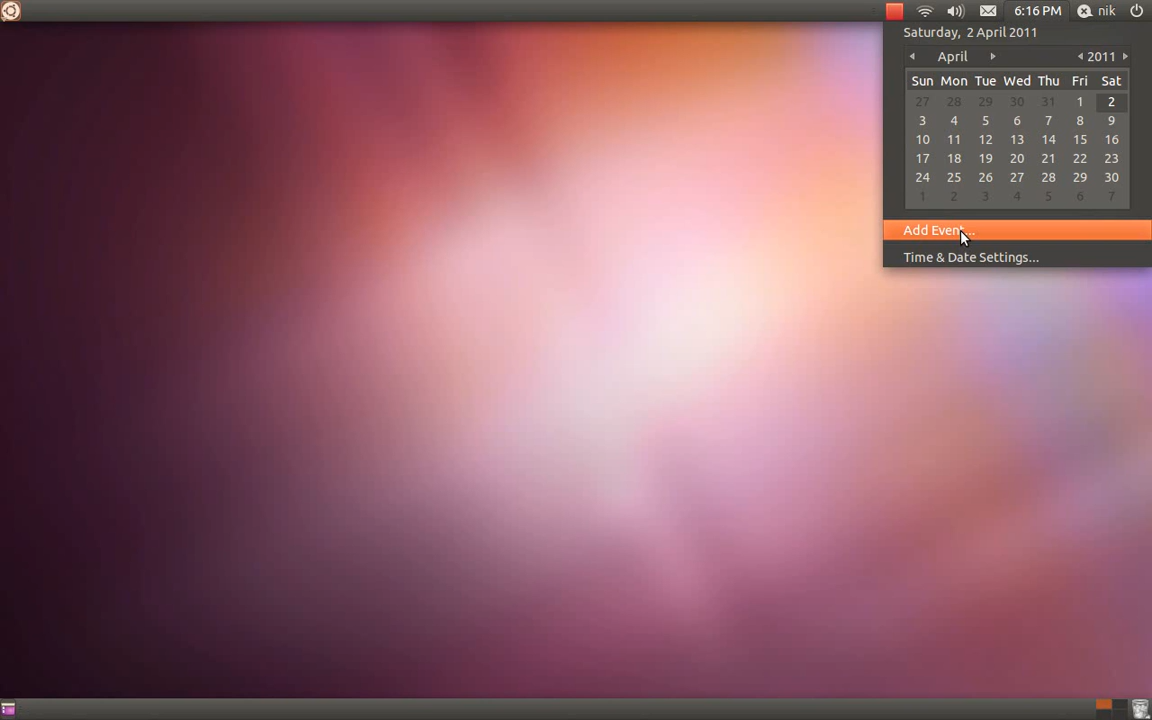 6:16 PM nik
Saturday, 2 April 2011
April 2011
Sun Mon Tue Wed Thu Fri Sat
27 28 29 30 31 1 2
3 4 5 6 7 8 9
10 11 12 13 14 15 16
17 18 19 20 21 22 23
24 25 26 27 28 29 30
1 2 3 4 5 6 7
Add Event...
Time & Date Settings...